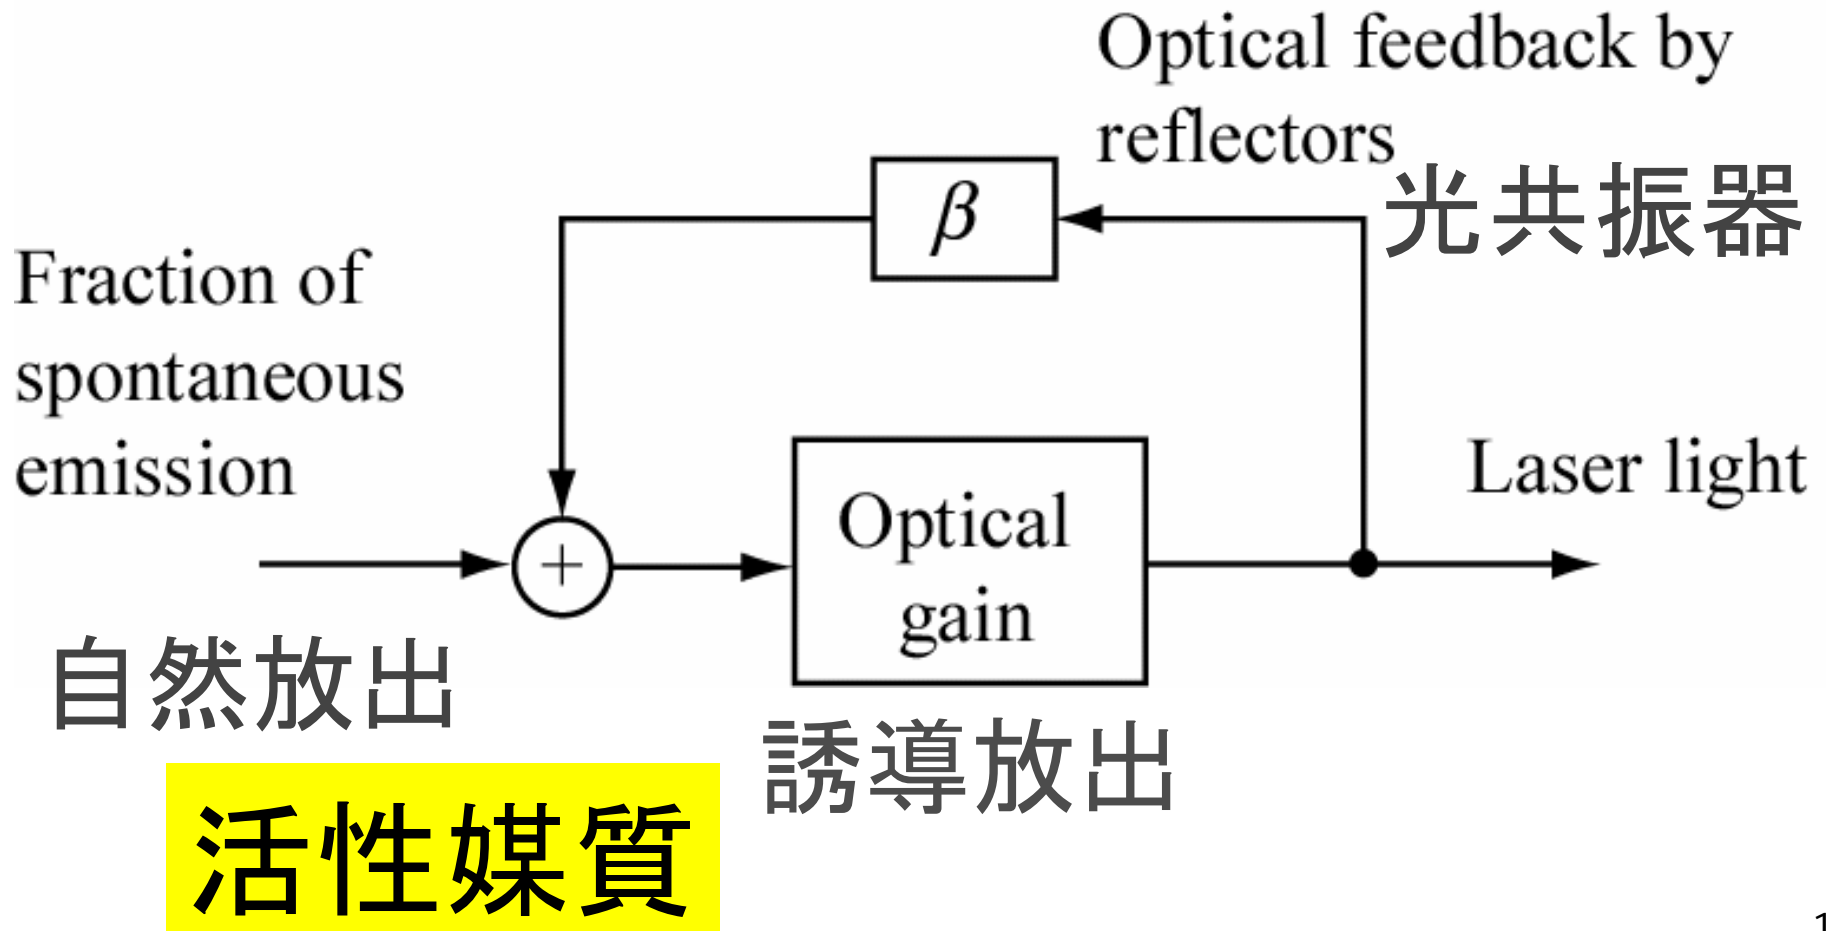 Optical feedback by
reflectors
光共振器
β
Fraction of
spontaneous
emission
Laser light
+
Optical
gain
自然放出
誘導放出
活性媒質
1